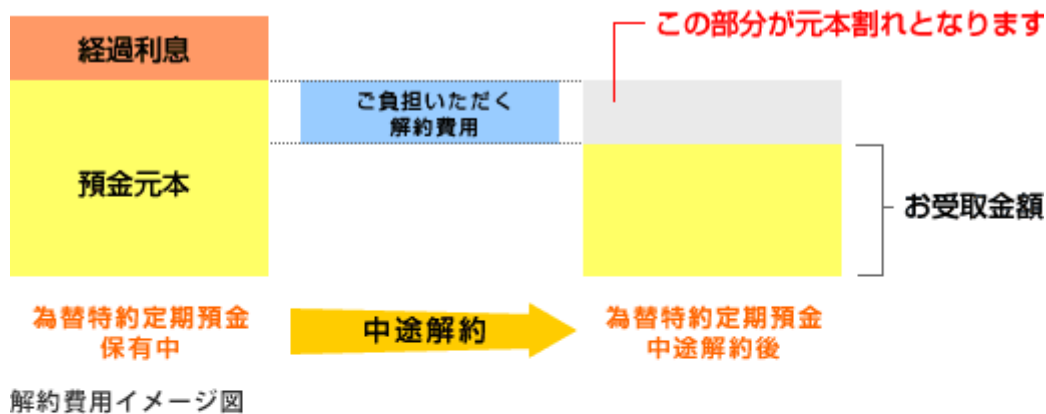 この部分が元本割れとなります
経過利息
ご負担いただく
解約費用
預金元本
お受取金額
為替特約定期預金
保有中
中途解約
為替特約定期預金
中途解約後
解約費用イメージ図